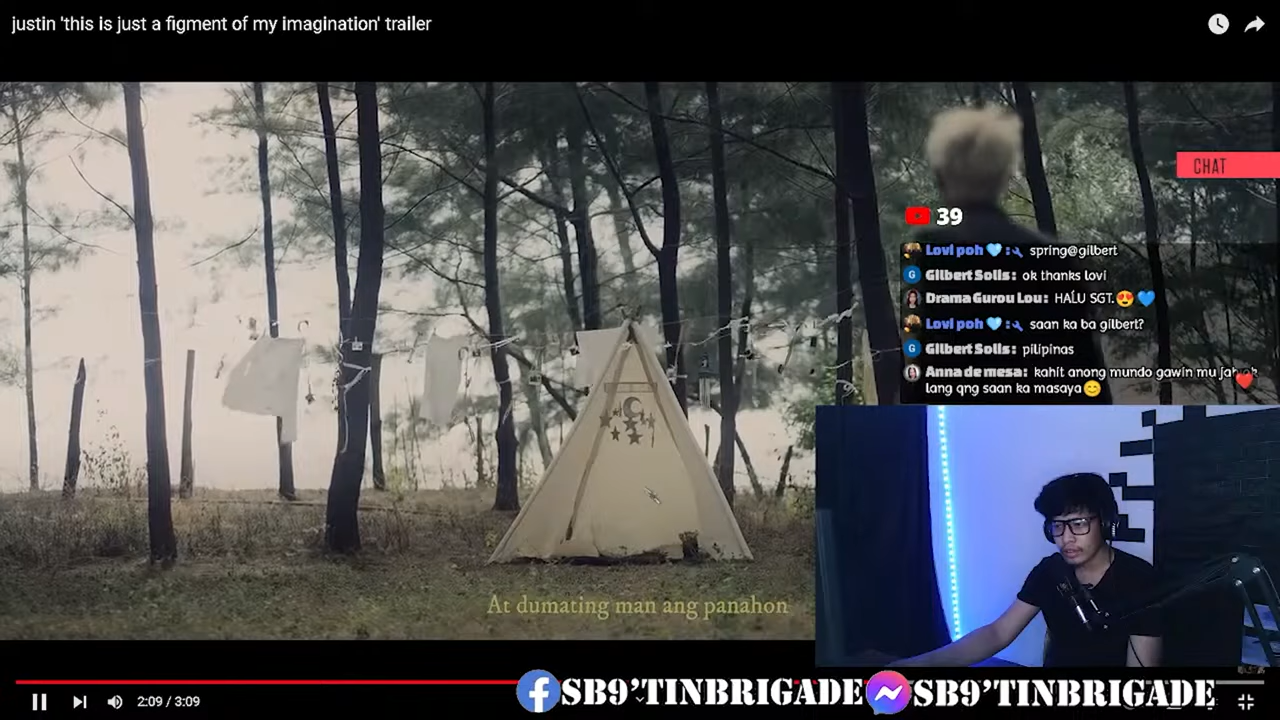 justin 'this is just a figment of my imagination' trailer
CHAT
39
Lovi poh 💙 : spring@gilbert
G Gilbert Solis : ok thanks lovi
Drama Gurou Lou : HALU SGT.😍💙
Lovi poh 💙 : saan ka ba gilbert?
G Gilbert Solis : pilipinas
Anna de mesa : kahit anong mundo gawin mu
lang qng saan ka masaya😊
At dumating man ang panahon
2:09 / 3:09
SB9'TINBRIGADE SB9'TINBRIGADE